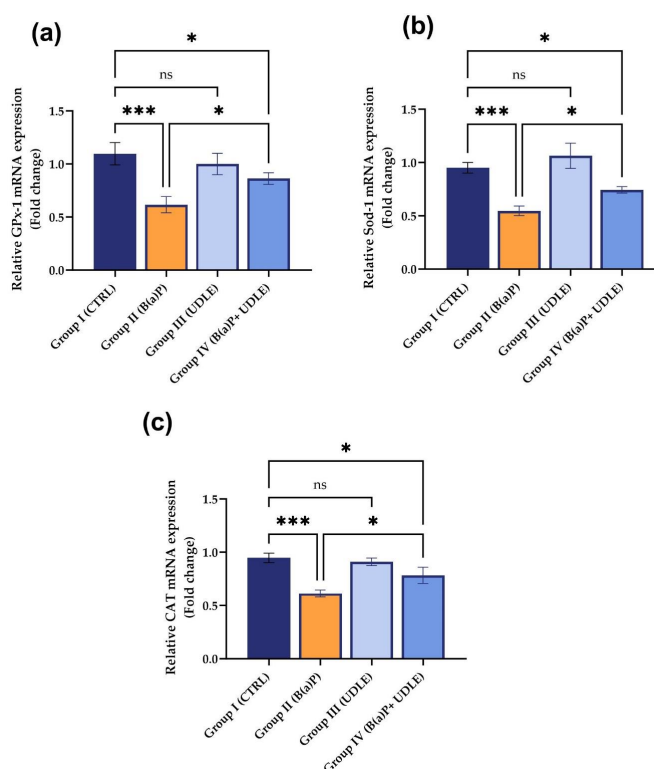 (a)
*
ns
*** *
Relative GPx-1 mRNA expression
(Fold change)
1.5
1.0
0.5
0.0
Group I (CTRL)
Group II (B(a)P)
Group III (UDLE)
Group IV (B(a)P+ UDLE)
(b)
*
ns
*** *
Relative Sod-1 mRNA expression
(Fold change)
1.5
1.0
0.5
0.0
Group I (CTRL)
Group II (B(a)P)
Group III (UDLE)
Group IV (B(a)P+ UDLE)
(c)
*
ns
*** *
Relative CAT mRNA expression
(Fold change)
1.5
1.0
0.5
0.0
Group I (CTRL)
Group II (B(a)P)
Group III (UDLE)
Group IV (B(a)P+ UDLE)